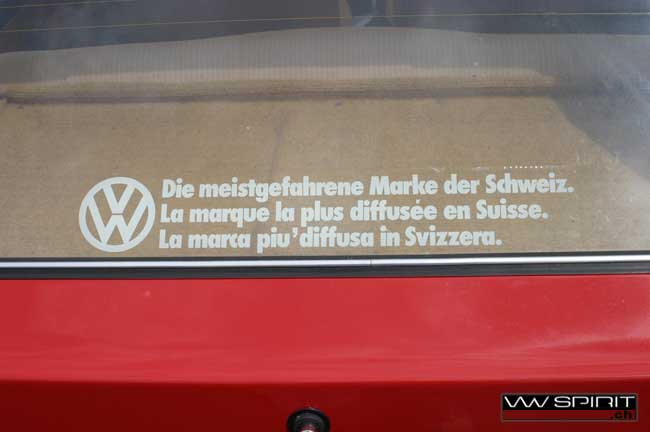 VW
Die meistgefahrene Marke der Schweiz.
La marque la plus diffusée en Suisse.
La marca piu' diffusa in Svizzera.
VW SPIRIT
.ch